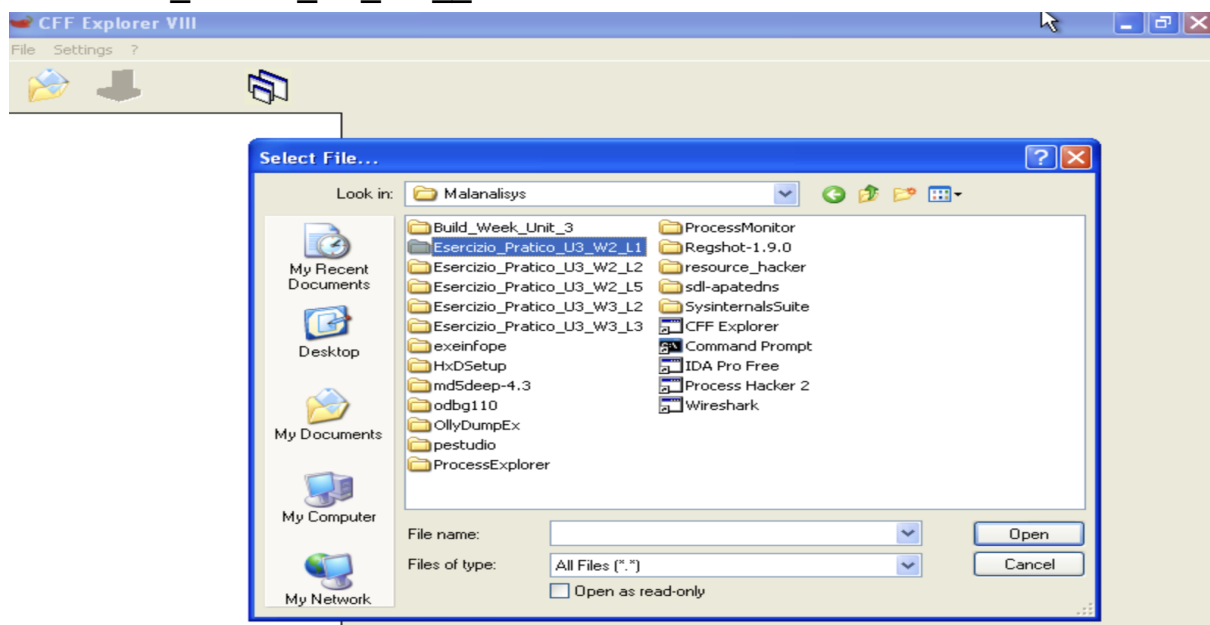 CFF Explorer VIII
File Settings ?
Select File...
Look in: Malanalisys
Build_Week_Unit_3
Esercizio_Pratico_U3_W2_L1
Esercizio_Pratico_U3_W2_L2
Esercizio_Pratico_U3_W2_L5
Esercizio_Pratico_U3_W3_L2
Esercizio_Pratico_U3_W3_L3
exeinfope
HxDSetup
md5deep-4.3
odbg110
OllyDumpEx
pestudio
ProcessExplorer
ProcessMonitor
Regshot-1.9.0
resource_hacker
sdl-apatedns
SysinternalsSuite
CFF Explorer
Command Prompt
IDA Pro Free
Process Hacker 2
Wireshark
My Recent
Documents
Desktop
My Documents
My Computer
My Network
File name:
Open
Files of type: All Files (*.*)
Cancel
Open as read-only